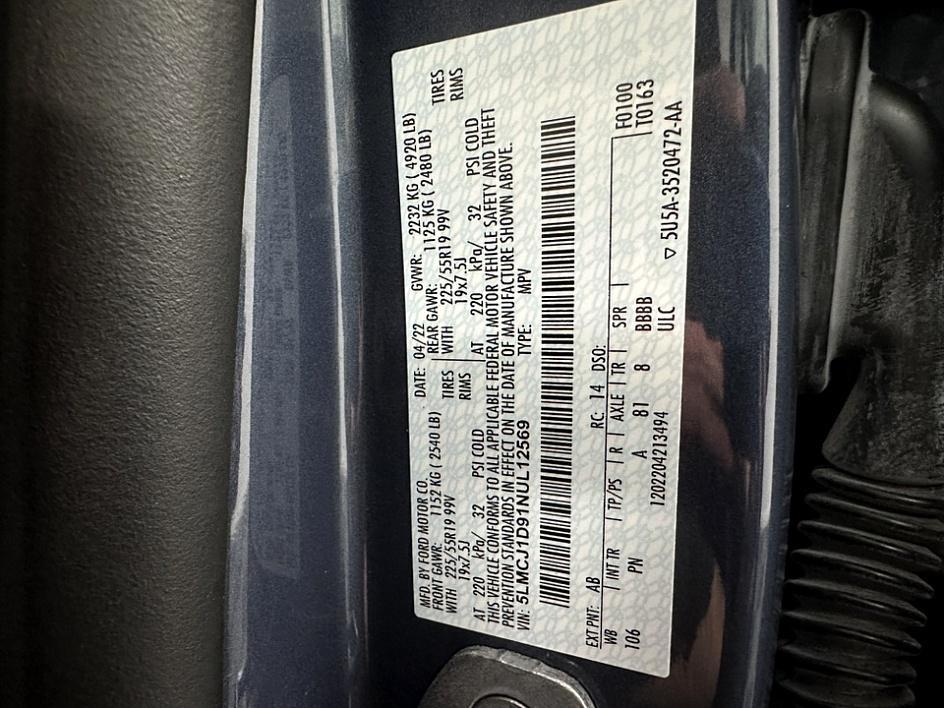 MFD. BY FORD MOTOR CO. DATE: 04/22 GVWR: 2232 KG ( 4920 LB)
FRONT GAWR: 1152 KG ( 2540 LB) REAR GAWR: 1125 KG ( 2480 LB)
WITH 225/55R19 99V TIRES WITH 225/55R19 99V TIRES
19x7.5J RIMS 19x7.5J RIMS
AT 220 kPa/ 32 PSI COLD AT 220 kPa/ 32 PSI COLD
THIS VEHICLE CONFORMS TO ALL APPLICABLE FEDERAL MOTOR VEHICLE SAFETY AND THEFT
PREVENTION STANDARDS IN EFFECT ON THE DATE OF MANUFACTURE SHOWN ABOVE.
VIN: 5LMCJ1D91NUL12569 TYPE: MPV
EXT PNT: AB RC: 14 DSO:
WB INT TR TP/PS R AXLE TR SPR F0100
106 PN A 81 8 BBBB T0163
1202204213494 ULC
▽ 5U5A-3520472-AA